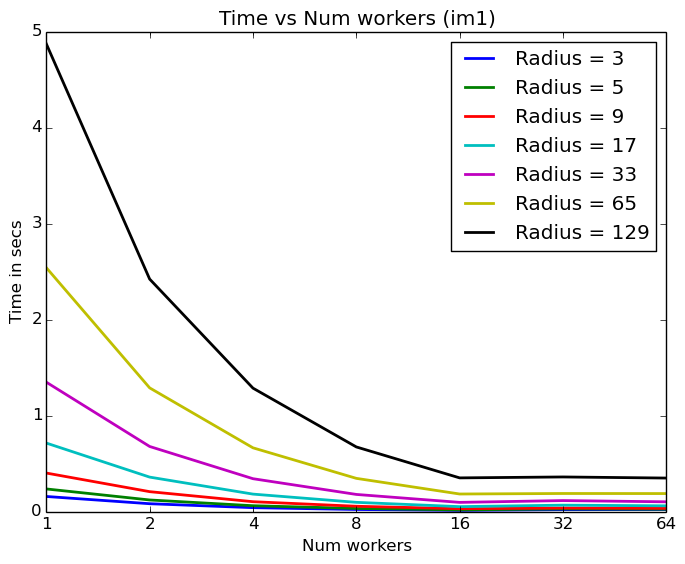 Time vs Num workers (im1)
5
4
3
2
1
0
Time in secs
Radius = 3
Radius = 5
Radius = 9
Radius = 17
Radius = 33
Radius = 65
Radius = 129
1 2 4 8 16 32 64
Num workers